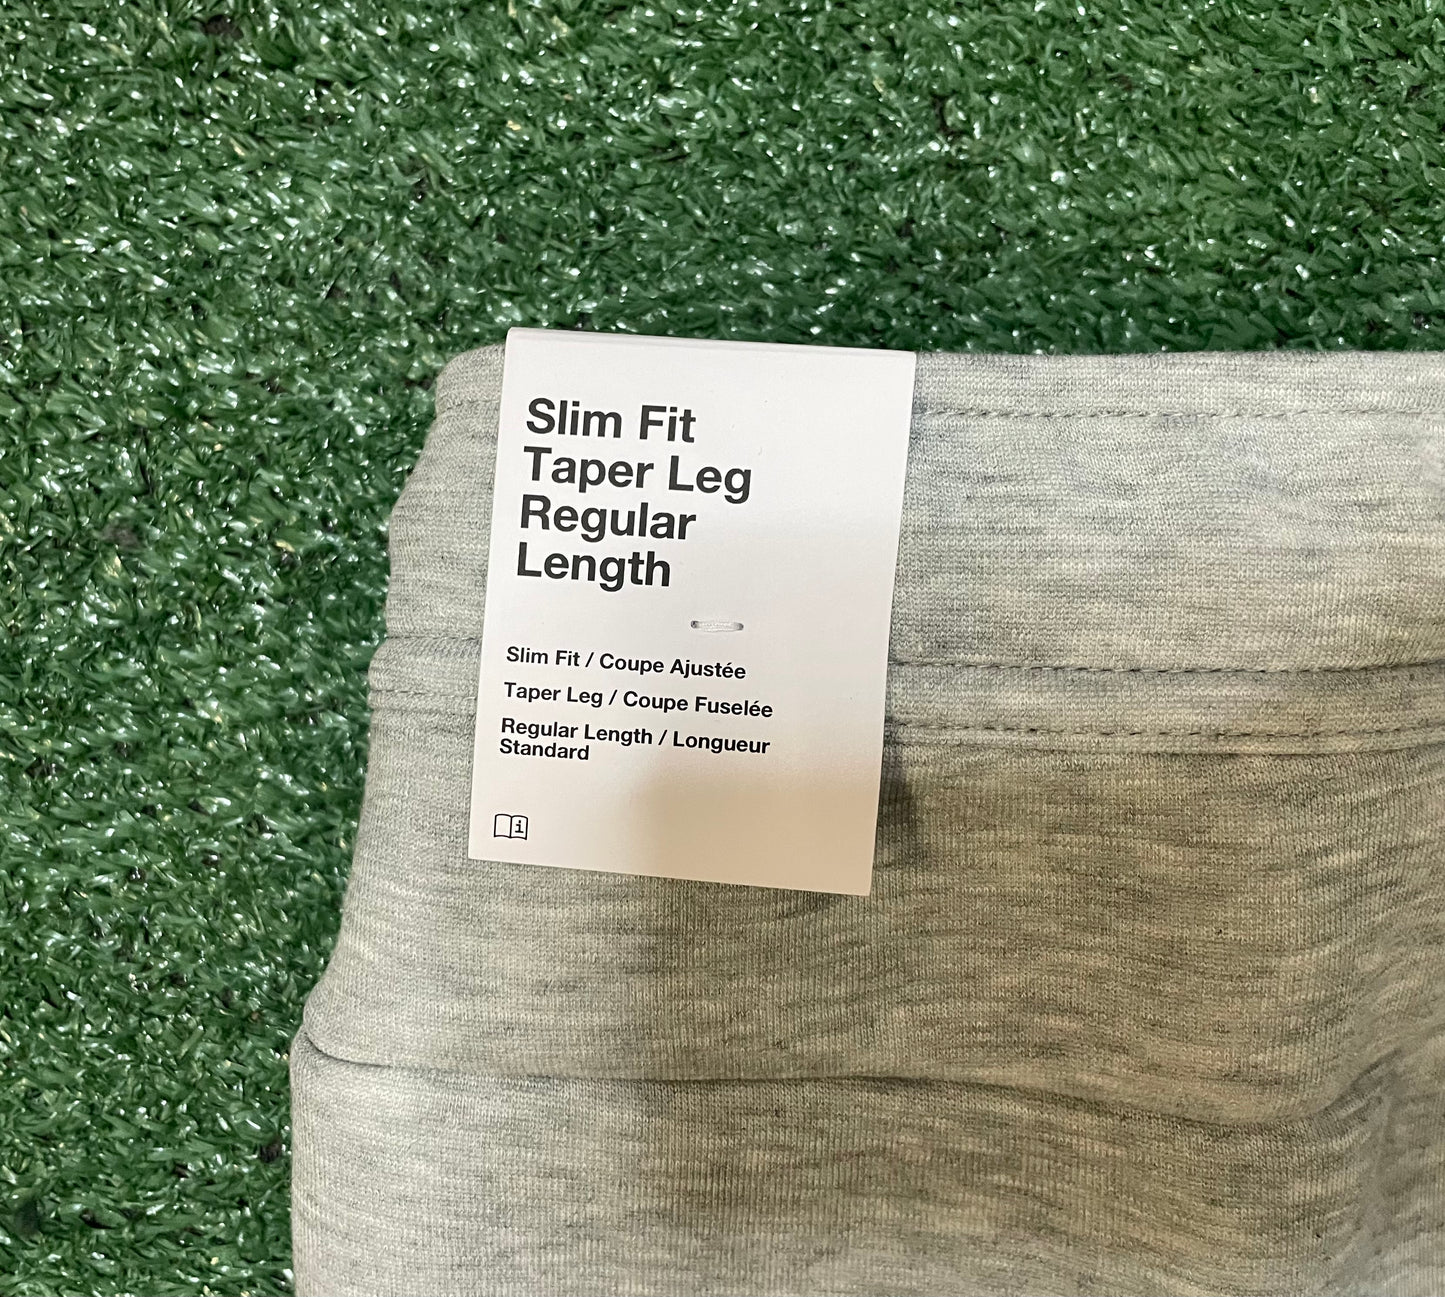 Slim Fit
Taper Leg
Regular
Length
Slim Fit / Coupe Ajustée
Taper Leg / Coupe Fuselée
Regular Length / Longueur
Standard
i